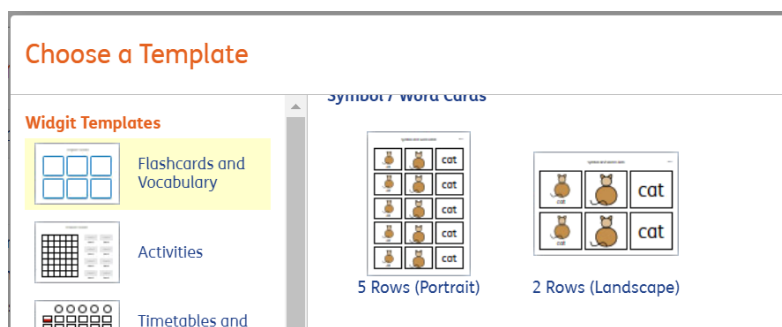 Choose a Template
Symbol / Word Cards
Widgit Templates
Flashcards and
Vocabulary
Activities
Timetables and
cat
cat
cat
cat
cat
5 Rows (Portrait)
cat
cat
cat
2 Rows (Landscape)